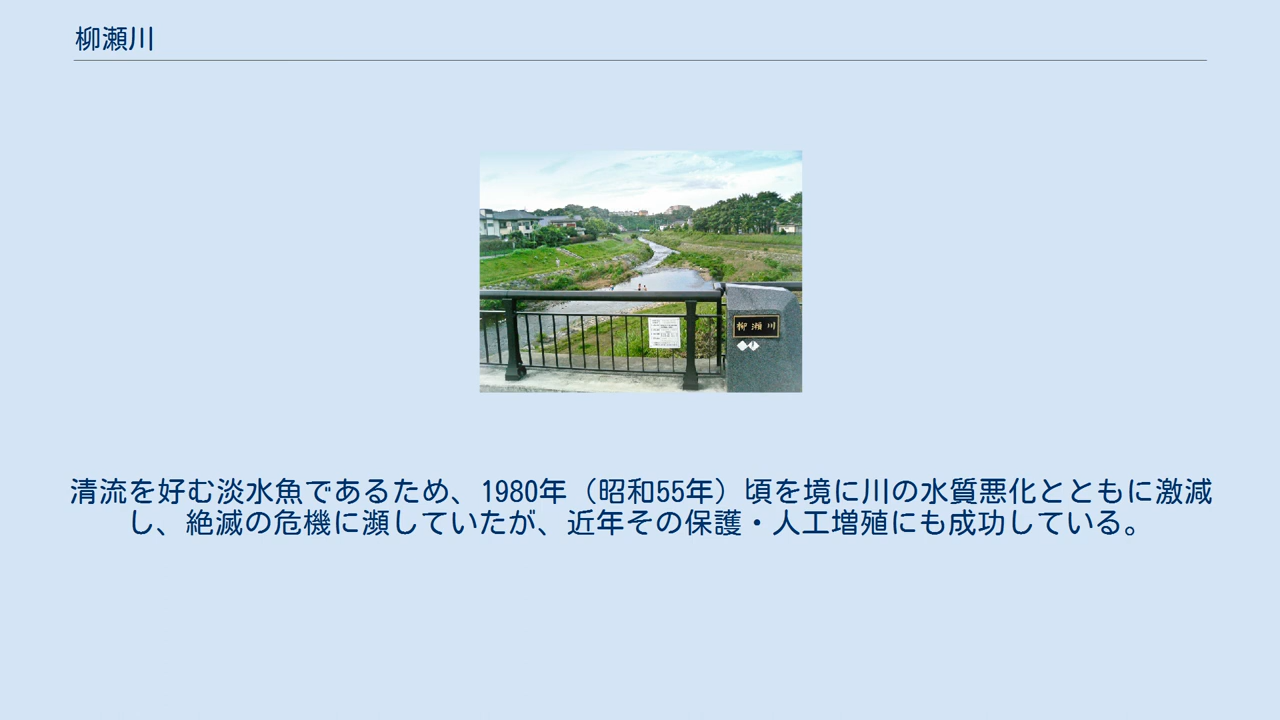 柳瀬川
柳瀬川
清流を好む淡水魚であるため、1980年（昭和55年）頃を境に川の水質悪化とともに激減
し、絶滅の危機に瀕していたが、近年その保護・人工増殖にも成功している。